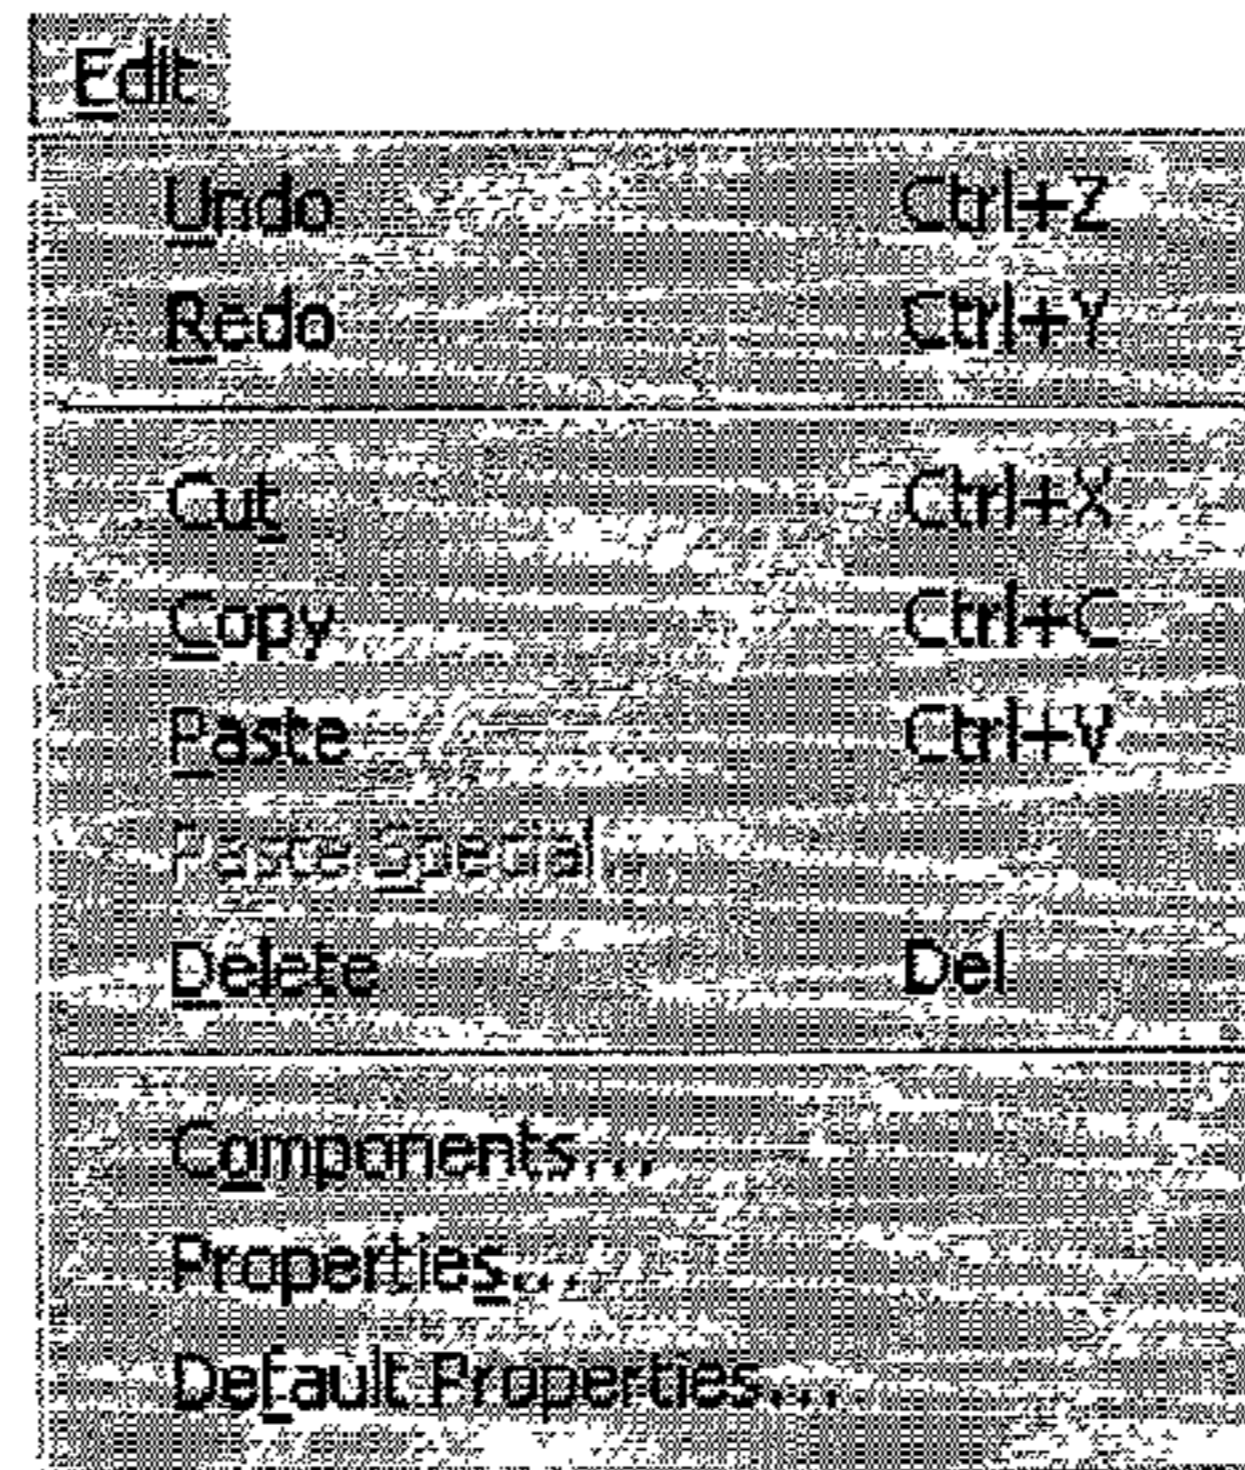 Edit
Undo Ctrl+Z
Redo Ctrl+Y
Cut Ctrl+X
Copy Ctrl+C
Paste Ctrl+V
Paste Special...
Delete Del
Components...
Properties...
Default Properties...